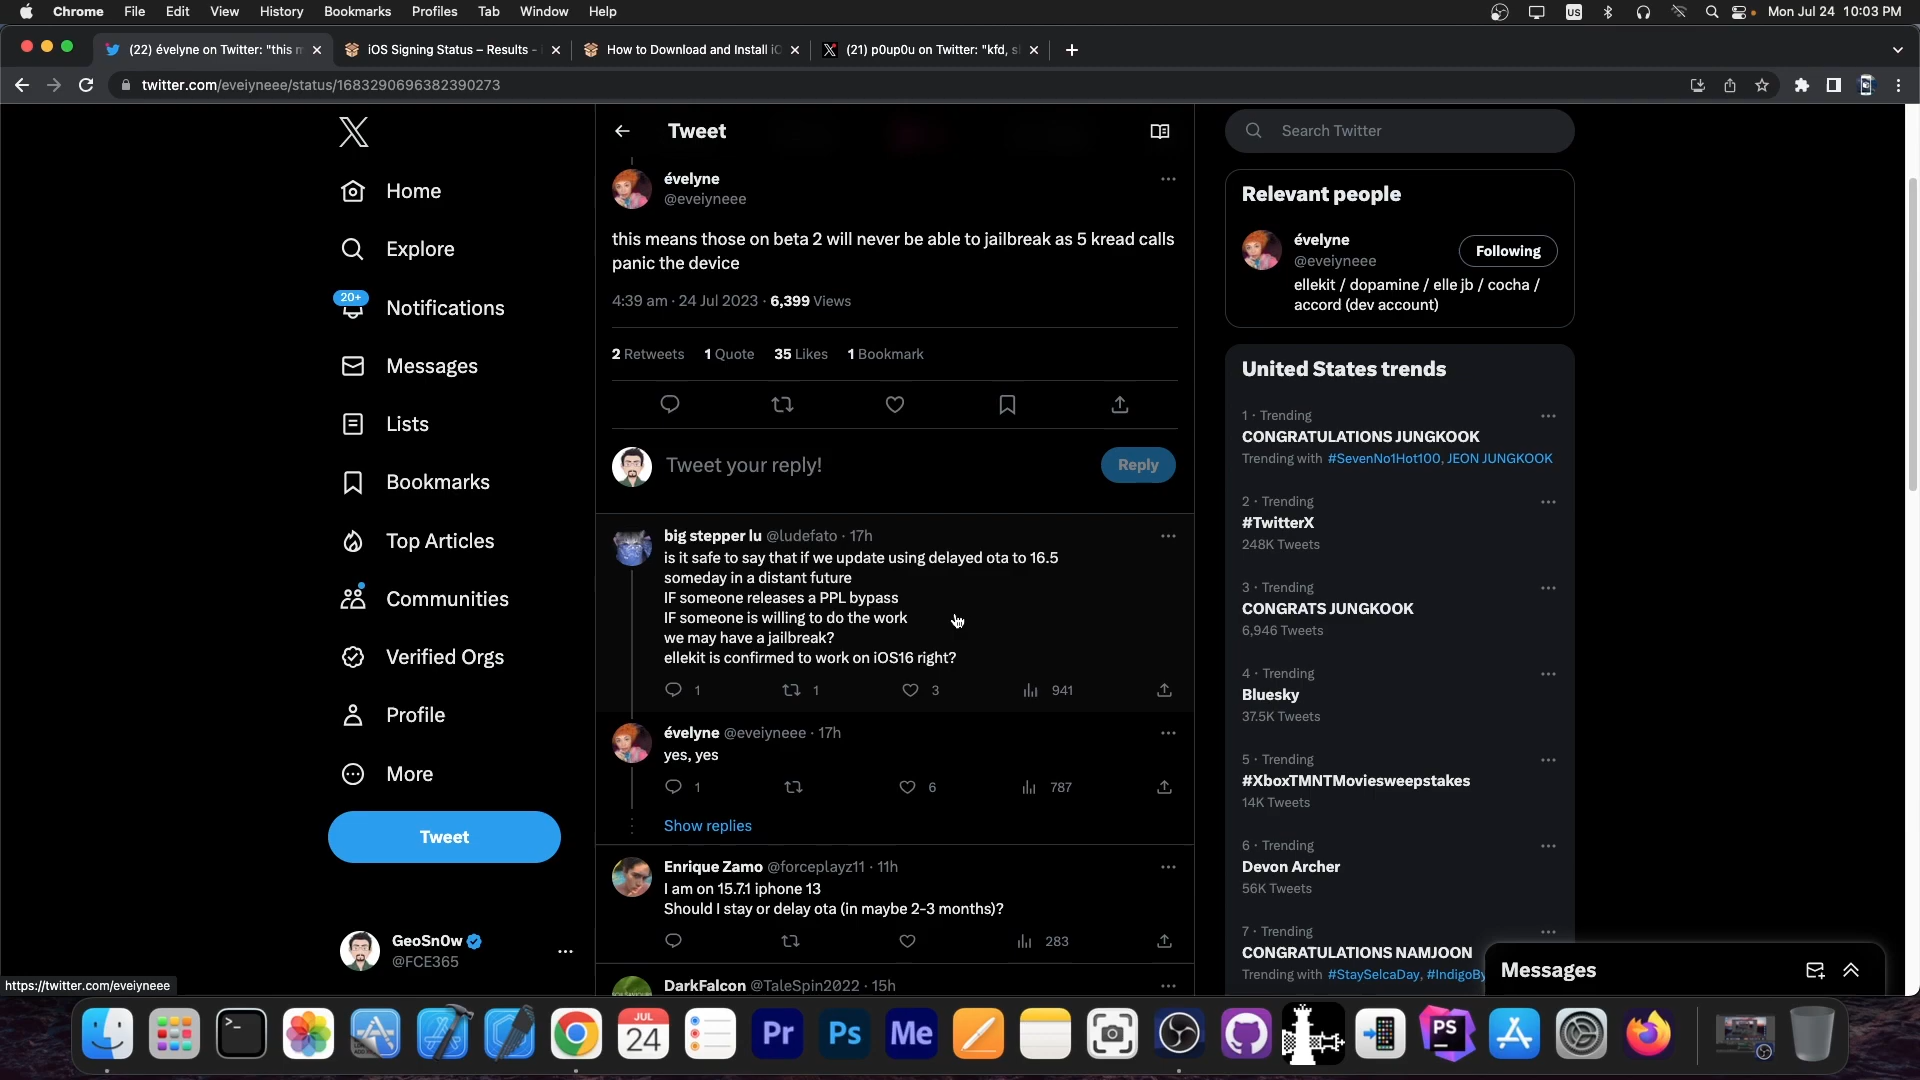 Chrome File Edit View History Bookmarks Profiles Tab Window Help
US
Mon Jul 24 10:03 PM
(22) évelyne on Twitter: "this
iOS Signing Status – Results -
How to Download and Install
(21) p0up0u on Twitter: "kfd,
twitter.com/eveiyneee/status/1683290696382390273
Home
Explore
20+
Notifications
Messages
Lists
Bookmarks
Top Articles
Communities
Verified Orgs
Profile
More
Tweet
GeoSn0w
@FCE365
https://twitter.com/eveiyneee
Tweet
évelyne
@eveiyneee
this means those on beta 2 will never be able to jailbreak as 5 kread calls
panic the device
4:39 am · 24 Jul 2023 · 6,399 Views
2 Retweets 1 Quote 35 Likes 1 Bookmark
Tweet your reply!
Reply
big stepper lu @ludefato · 17h
is it safe to say that if we update using delayed ota to 16.5
someday in a distant future
IF someone releases a PPL bypass
IF someone is willing to do the work
we may have a jailbreak?
ellekit is confirmed to work on iOS16 right?
1 1 3 941
évelyne @eveiyneee · 17h
yes, yes
1 6 787
Show replies
Enrique Zamo @forceplayz11 · 11h
I am on 15.7.1 iphone 13
Should I stay or delay ota (in maybe 2-3 months)?
283
DarkFalcon @TaleSpin2022 · 15h
Search Twitter
Relevant people
évelyne
@eveiyneee
Following
ellekit / dopamine / elle jb / cocha /
accord (dev account)
United States trends
1 · Trending
CONGRATULATIONS JUNGKOOK
Trending with #SevenNo1Hot100, JEON JUNGKOOK
2 · Trending
#TwitterX
248K Tweets
3 · Trending
CONGRATS JUNGKOOK
6,946 Tweets
4 · Trending
Bluesky
37.5K Tweets
5 · Trending
#XboxTMNTMoviesweepstakes
14K Tweets
6 · Trending
Devon Archer
56K Tweets
7 · Trending
CONGRATULATIONS NAMJOON
Trending with #StaySelcaDay, #IndigoBy
Messages
JUL
24
Pr
Ps
Me
PS